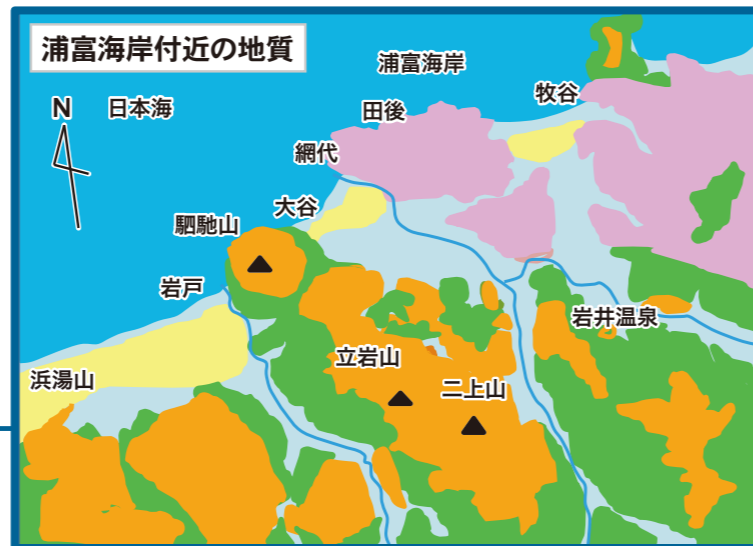 浦富海岸付近の地質
浦富海岸
牧谷
N
日本海
田後
網代
大谷
駟馳山
岩戸
岩井温泉
立岩山
浜湯山
二上山